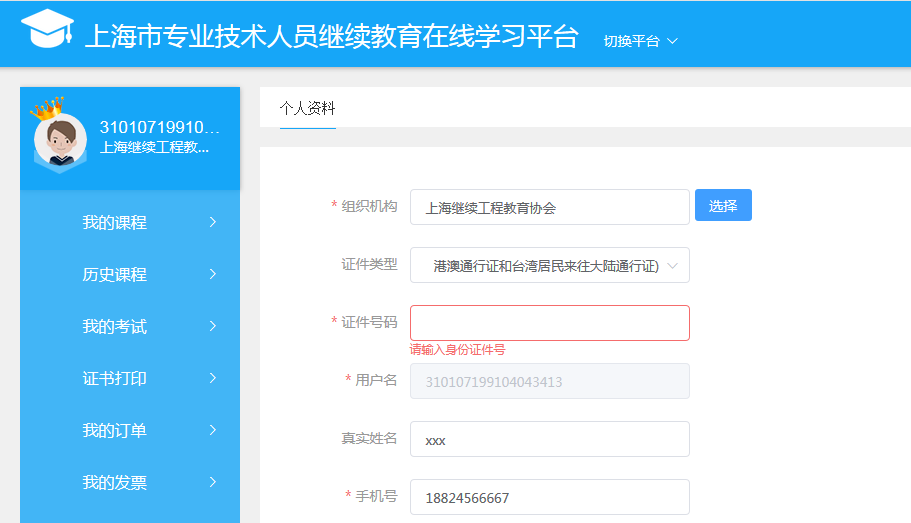 上海市专业技术人员继续教育在线学习平台 切换平台
31010719910...
上海继续工程教...
我的课程
历史课程
我的考试
证书打印
我的订单
我的发票
个人资料
* 组织机构 上海继续工程教育协会 选择
证件类型 港澳通行证和台湾居民来往大陆通行证)
* 证件号码
请输入身份证件号
* 用户名 310107199104043413
真实姓名 xxx
* 手机号 18824566667